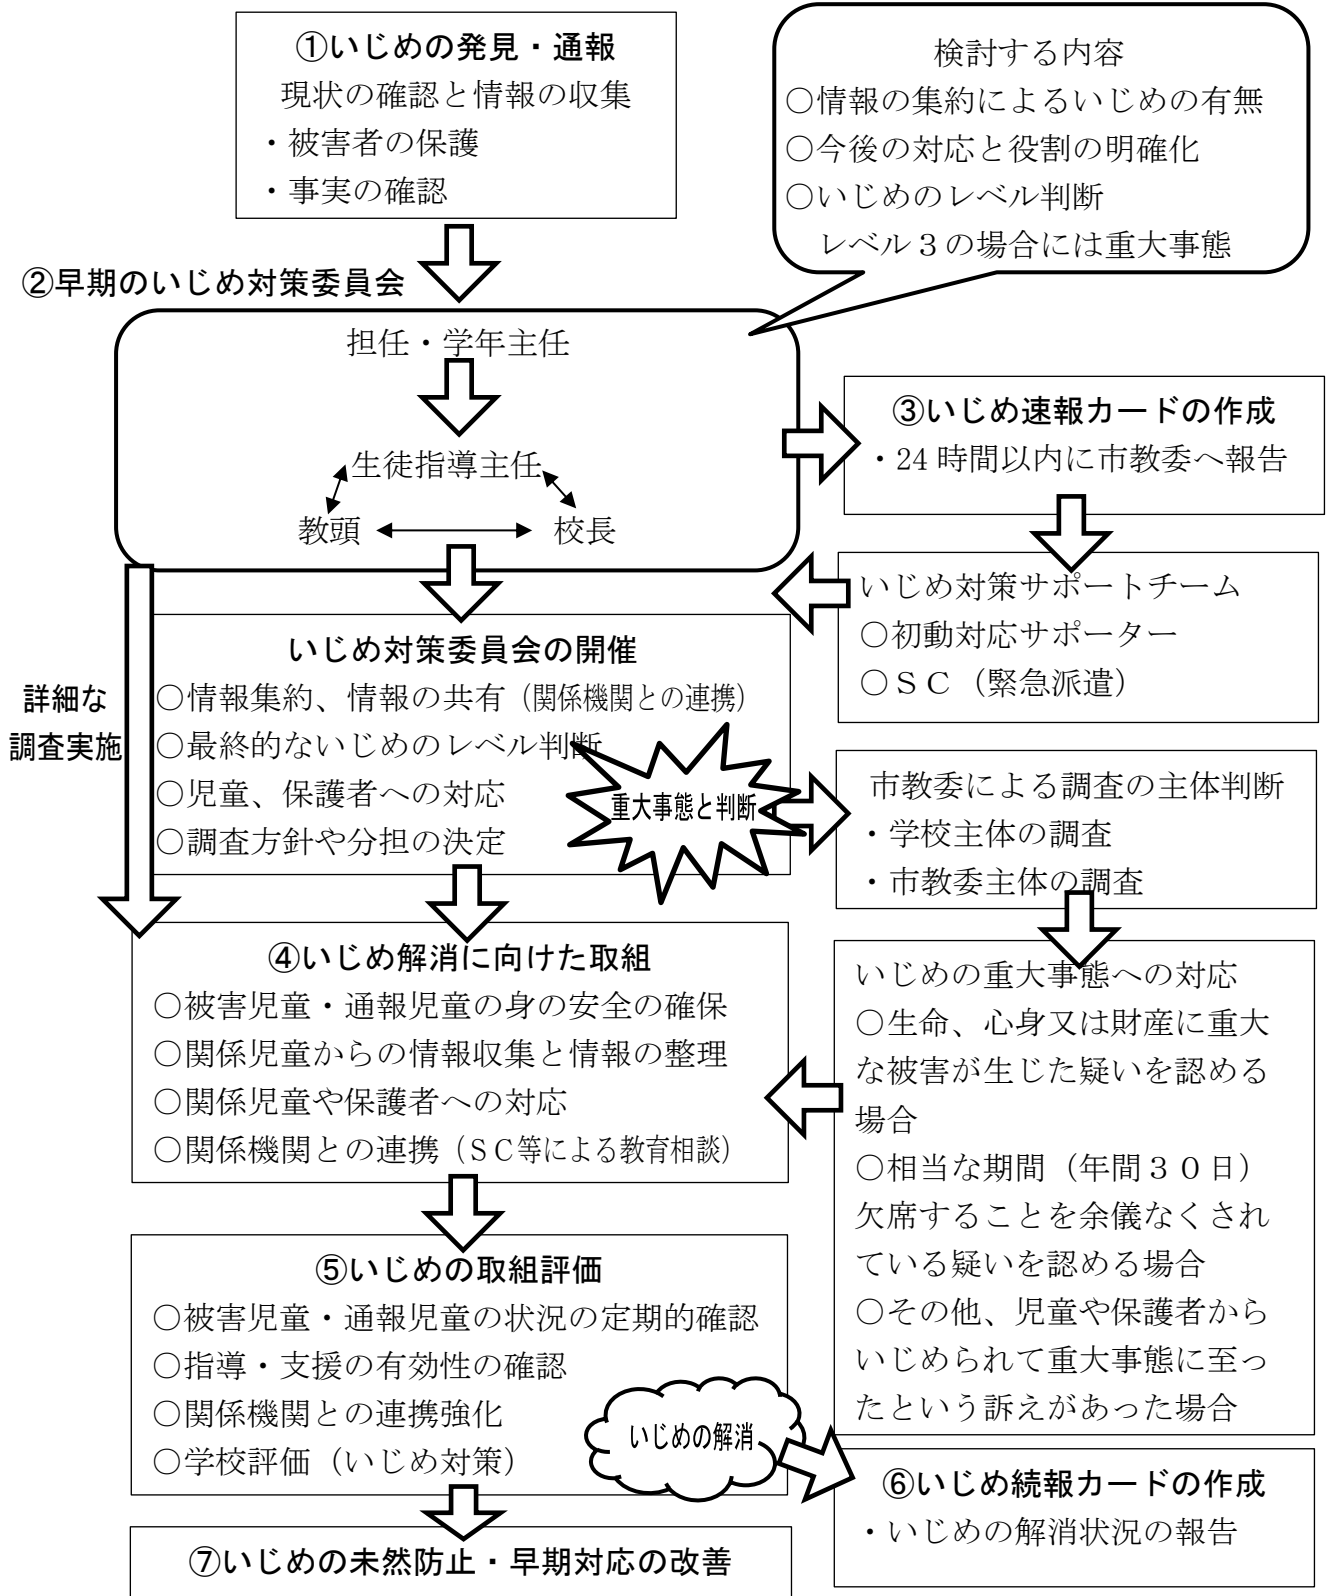 ①いじめの発見・通報
現状の確認と情報の収集
・被害者の保護
・事実の確認
検討する内容
○情報の集約によるいじめの有無
○今後の対応と役割の明確化
○いじめのレベル判断
レベル３の場合には重大事態
②早期のいじめ対策委員会
担任・学年主任
生徒指導主任
教頭
校長
③いじめ速報カードの作成
・24 時間以内に市教委へ報告
いじめ対策サポートチーム
○初動対応サポーター
○ＳＣ（緊急派遣）
いじめ対策委員会の開催
○情報集約、情報の共有（関係機関との連携）
○最終的ないじめのレベル判断
○児童、保護者への対応
○調査方針や分担の決定
詳細な
調査実施
重大事態と判断
市教委による調査の主体判断
・学校主体の調査
・市教委主体の調査
④いじめ解消に向けた取組
○被害児童・通報児童の身の安全の確保
○関係児童からの情報収集と情報の整理
○関係児童や保護者への対応
○関係機関との連携（ＳＣ等による教育相談）
いじめの重大事態への対応
○生命、心身又は財産に重大
な被害が生じた疑いを認める
場合
○相当な期間（年間３０日）
欠席することを余儀なくされ
ている疑いを認める場合
○その他、児童や保護者から
いじめられて重大事態に至っ
たという訴えがあった場合
⑤いじめの取組評価
○被害児童・通報児童の状況の定期的確認
○指導・支援の有効性の確認
○関係機関との連携強化
○学校評価（いじめ対策）
いじめの解消
⑥いじめ続報カードの作成
・いじめの解消状況の報告
⑦いじめの未然防止・早期対応の改善